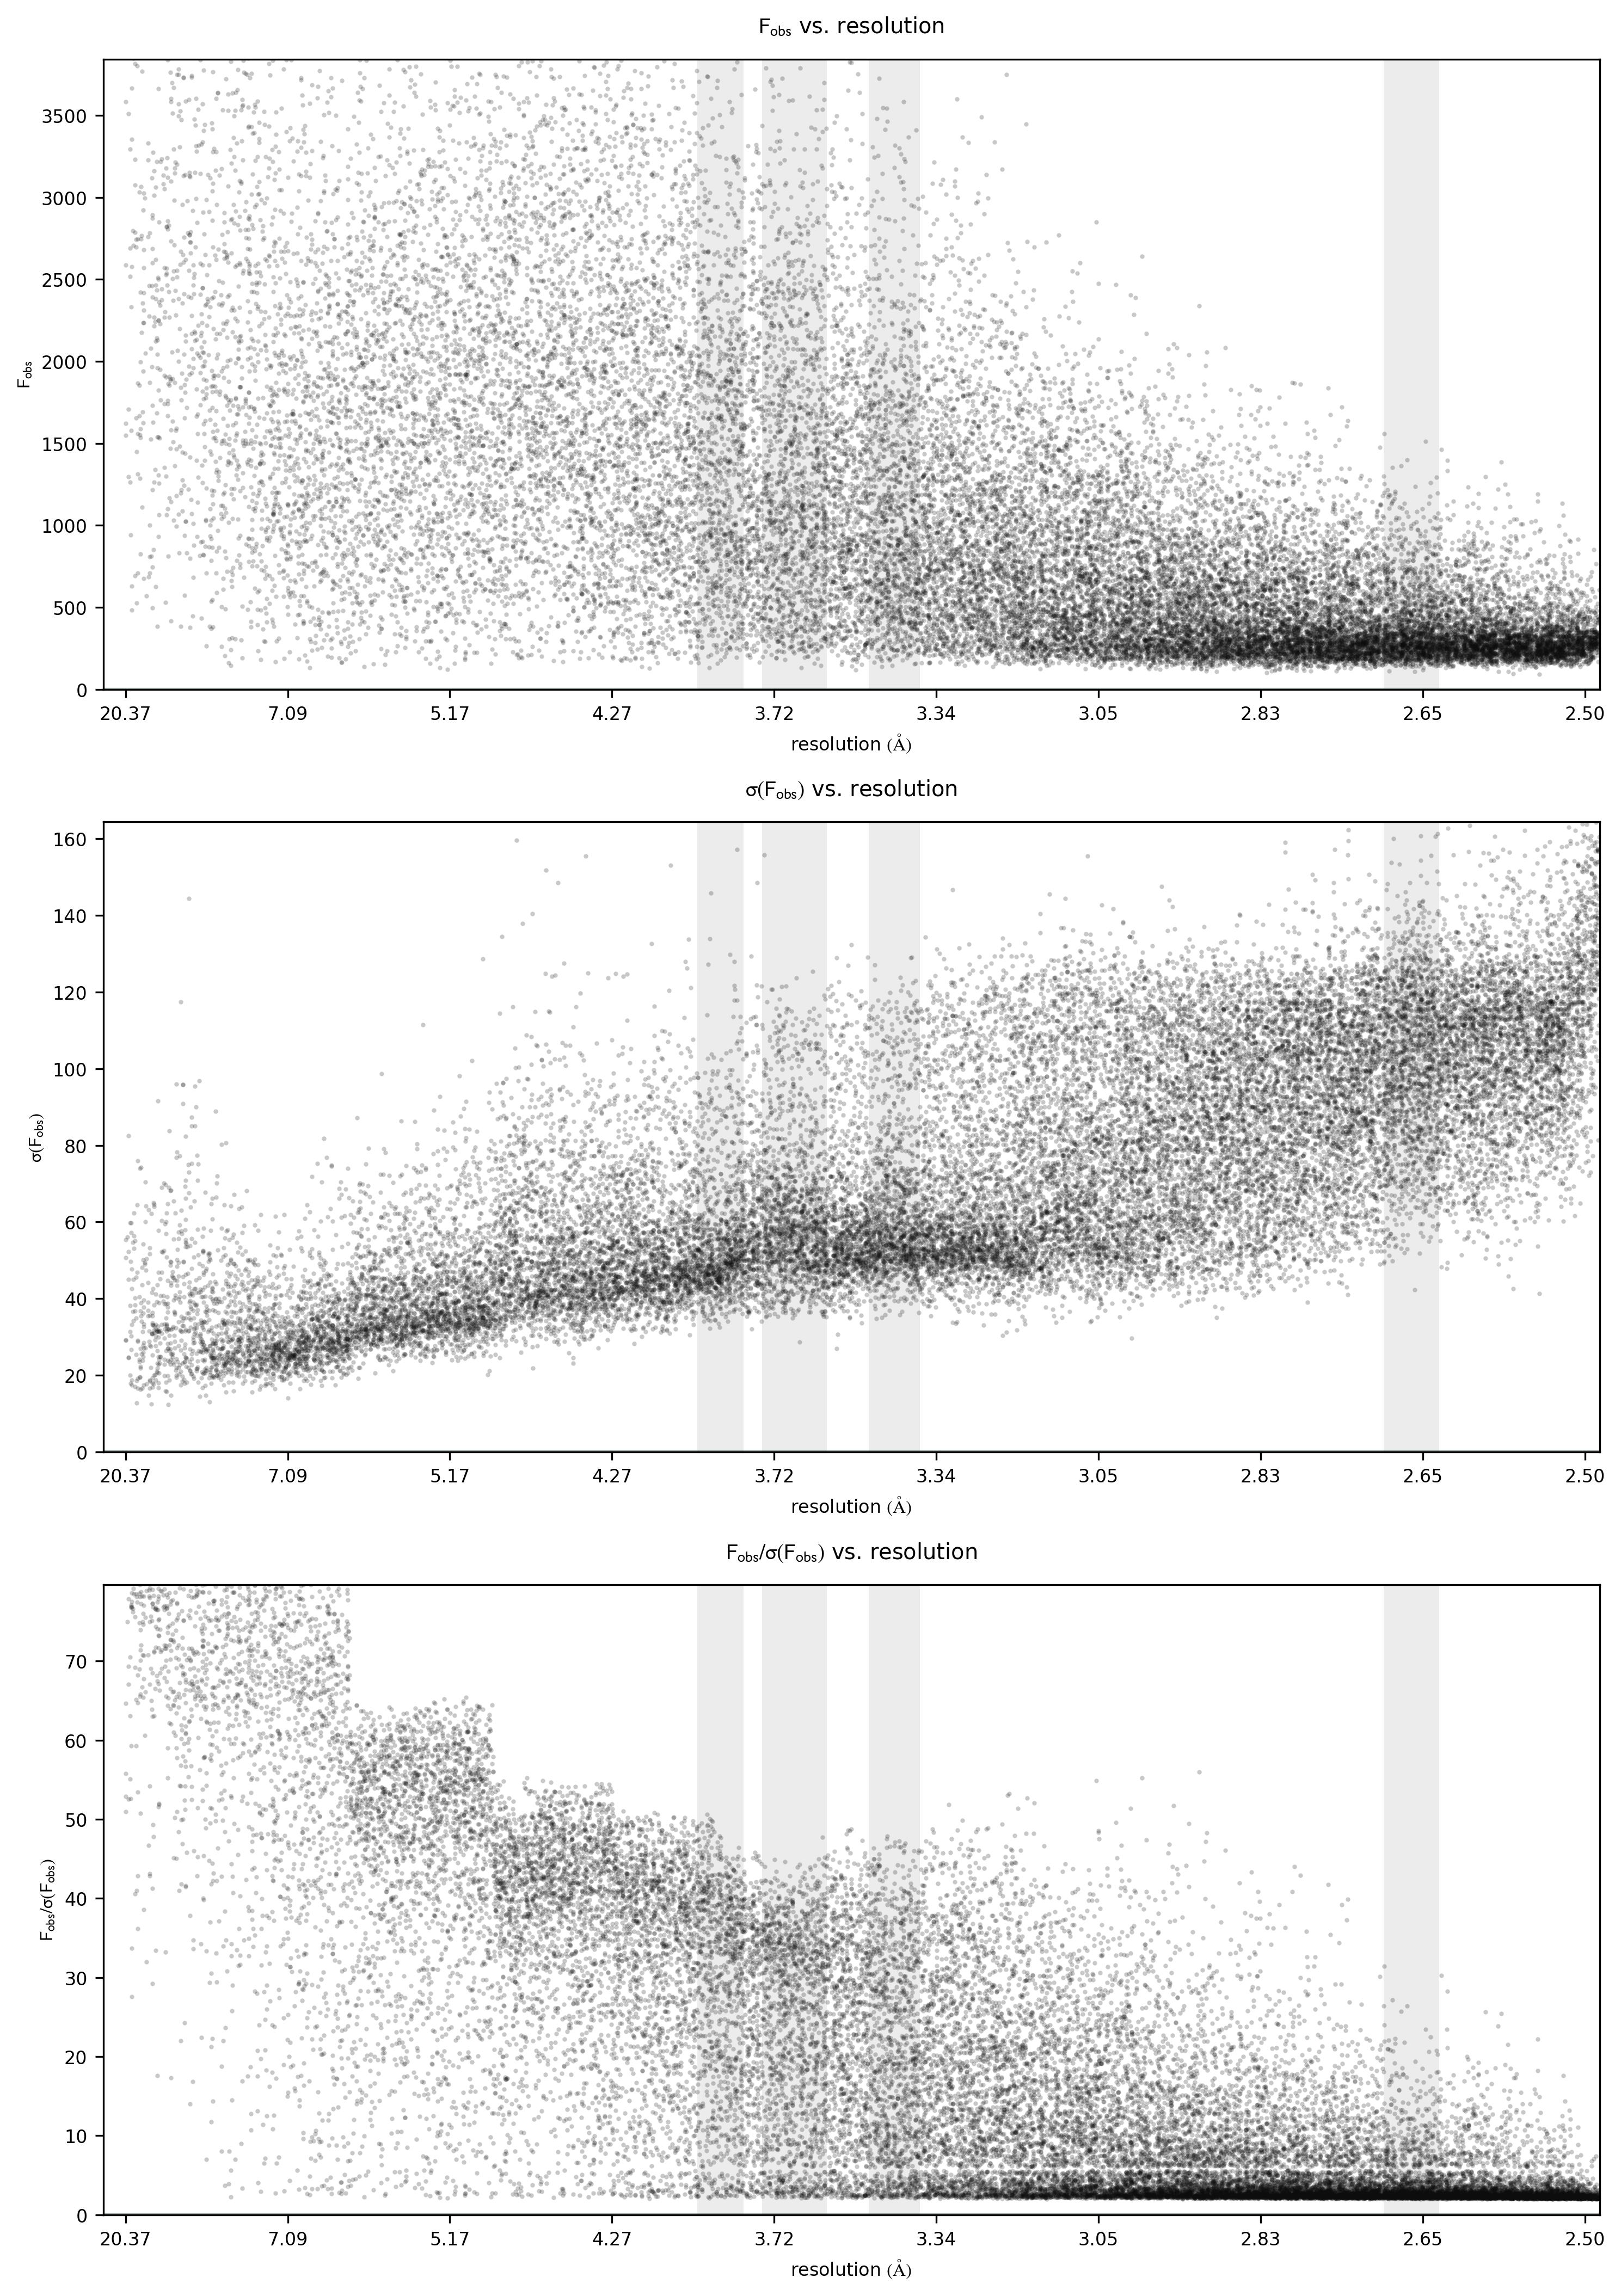 Fobs vs. resolution
3500
3000
2500
2000
1500
1000
500
0
Fobs
20.37 7.09 5.17 4.27 3.72 3.34 3.05 2.83 2.65 2.50
resolution (Å)
σ(Fobs) vs. resolution
160
140
120
100
80
60
40
20
0
σ(Fobs)
20.37 7.09 5.17 4.27 3.72 3.34 3.05 2.83 2.65 2.50
resolution (Å)
Fobs/σ(Fobs) vs. resolution
70
60
50
40
30
20
10
0
Fobs/σ(Fobs)
20.37 7.09 5.17 4.27 3.72 3.34 3.05 2.83 2.65 2.50
resolution (Å)